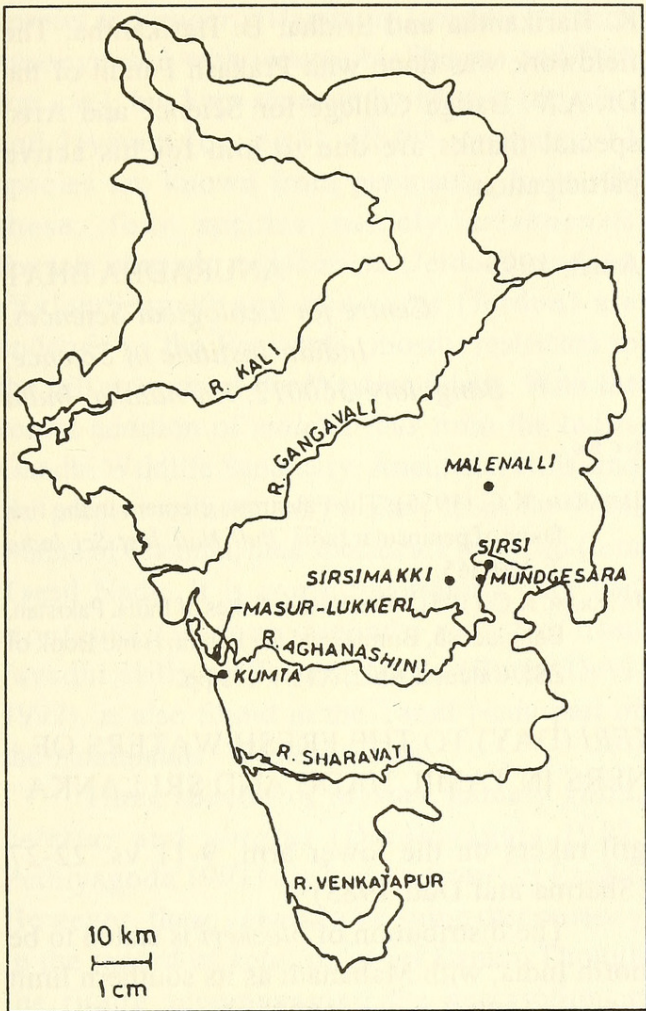 R. KALI
R. GANGAVALI
MALENALLI
SIRSI
SIRSIMAKKI
MUNDGESARA
MASUR-LUKKERI
R. AGHANASHINI
KUMTA
R. SHARAVATI
R. VENKATAPUR
10 km
1 cm